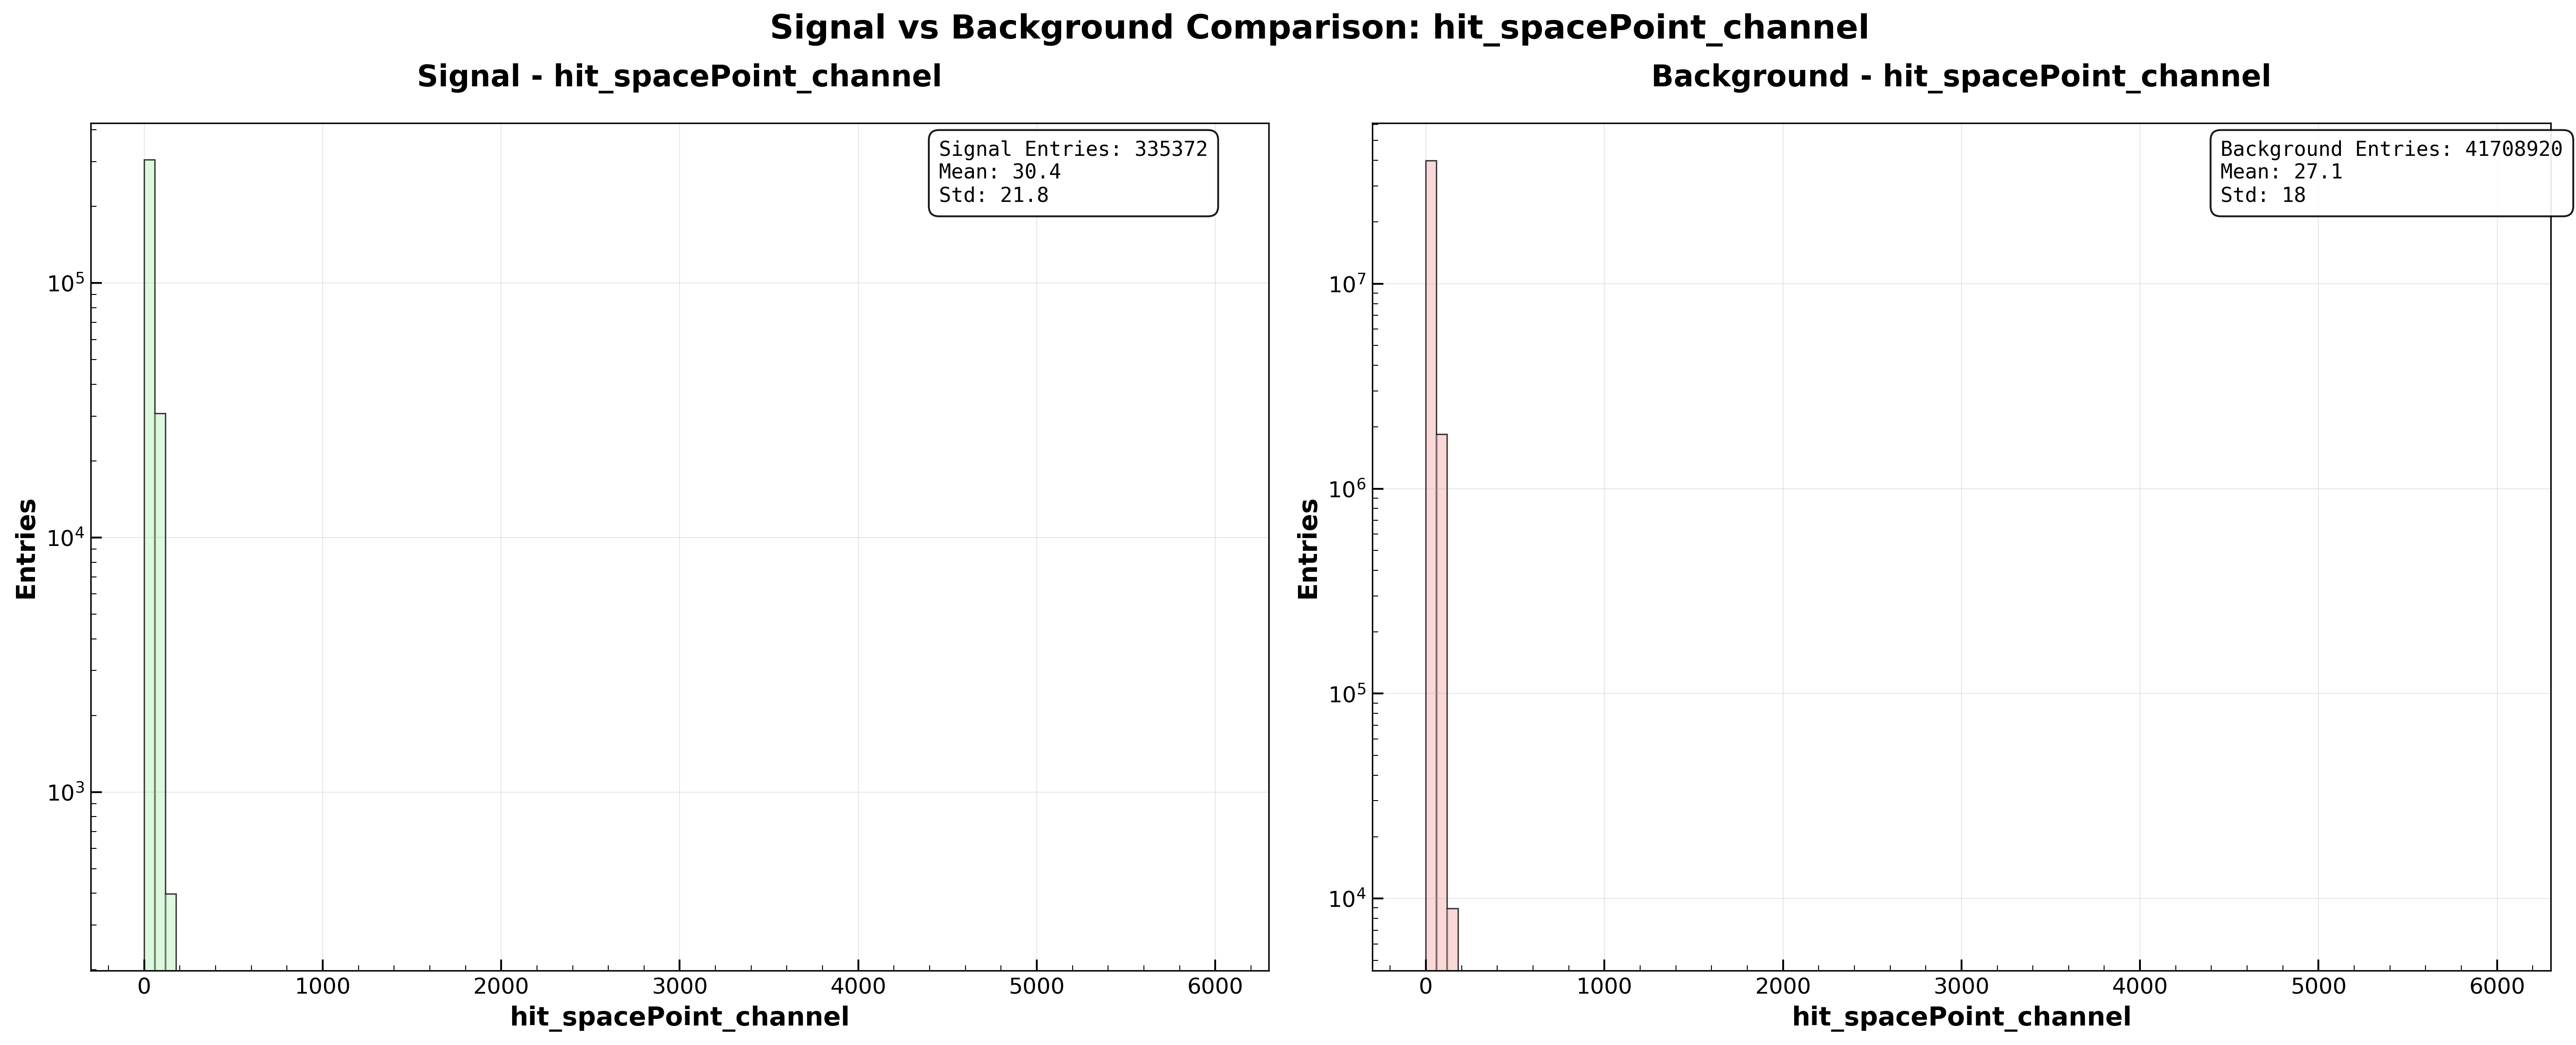 Signal vs Background Comparison: hit_spacePoint_channel
Signal - hit_spacePoint_channel
Signal Entries: 335372
Mean: 30.4
Std: 21.8
10^5
10^4
10^3
Entries
0 1000 2000 3000 4000 5000 6000
hit_spacePoint_channel
Background - hit_spacePoint_channel
Background Entries: 41708920
Mean: 27.1
Std: 18
10^7
10^6
10^5
10^4
Entries
0 1000 2000 3000 4000 5000 6000
hit_spacePoint_channel